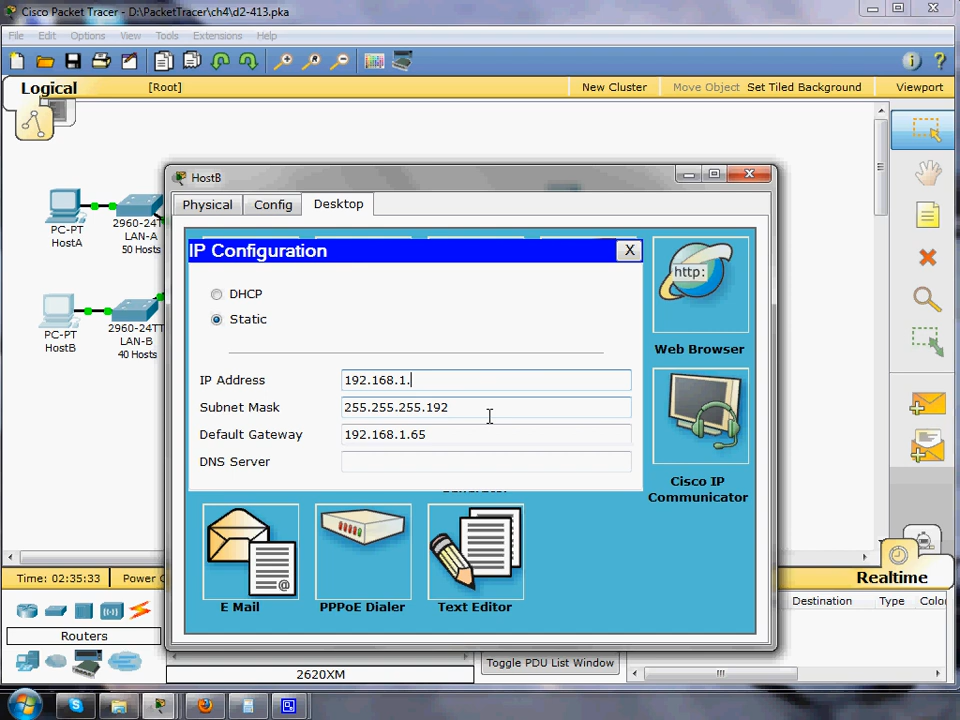 Cisco Packet Tracer - D:\PacketTracer\ch4\d2-413.pka
File Edit Options View Tools Extensions Help
Logical [Root] New Cluster Move Object Set Tiled Background Viewport
HostB
Physical Config Desktop
IP Configuration X
http:
DHCP
Static
Web Browser
IP Address 192.168.1.
Subnet Mask 255.255.255.192
Default Gateway 192.168.1.65
DNS Server
Cisco IP
Communicator
E Mail PPPoE Dialer Text Editor
PC-PT
HostA
2960-24TT
LAN-A
50 Hosts
PC-PT
HostB
2960-24TT
LAN-B
40 Hosts
Time: 02:35:33 Power C
Realtime
Destination Type Color
Routers
2620XM
Toggle PDU List Window